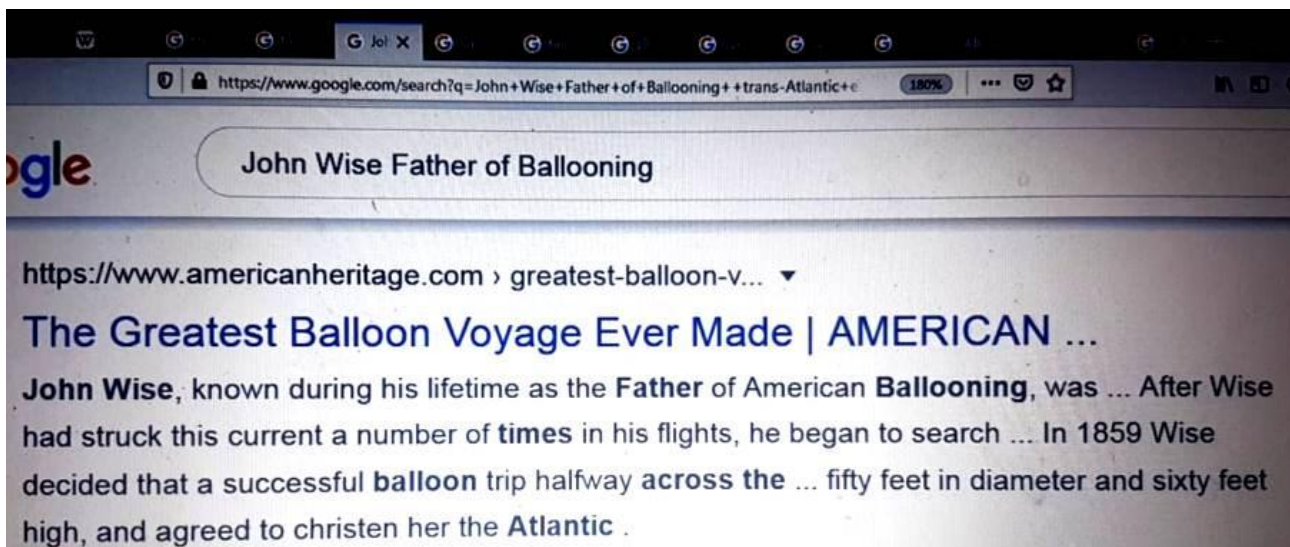 G Jol X
https://www.google.com/search?q=John+Wise+Father+of+Ballooning++trans-Atlantic+e 180%
ogle John Wise Father of Ballooning
https://www.americanheritage.com › greatest-balloon-v...
The Greatest Balloon Voyage Ever Made | AMERICAN ...
John Wise, known during his lifetime as the Father of American Ballooning, was ... After Wise
had struck this current a number of times in his flights, he began to search ... In 1859 Wise
decided that a successful balloon trip halfway across the ... fifty feet in diameter and sixty feet
high, and agreed to christen her the Atlantic .